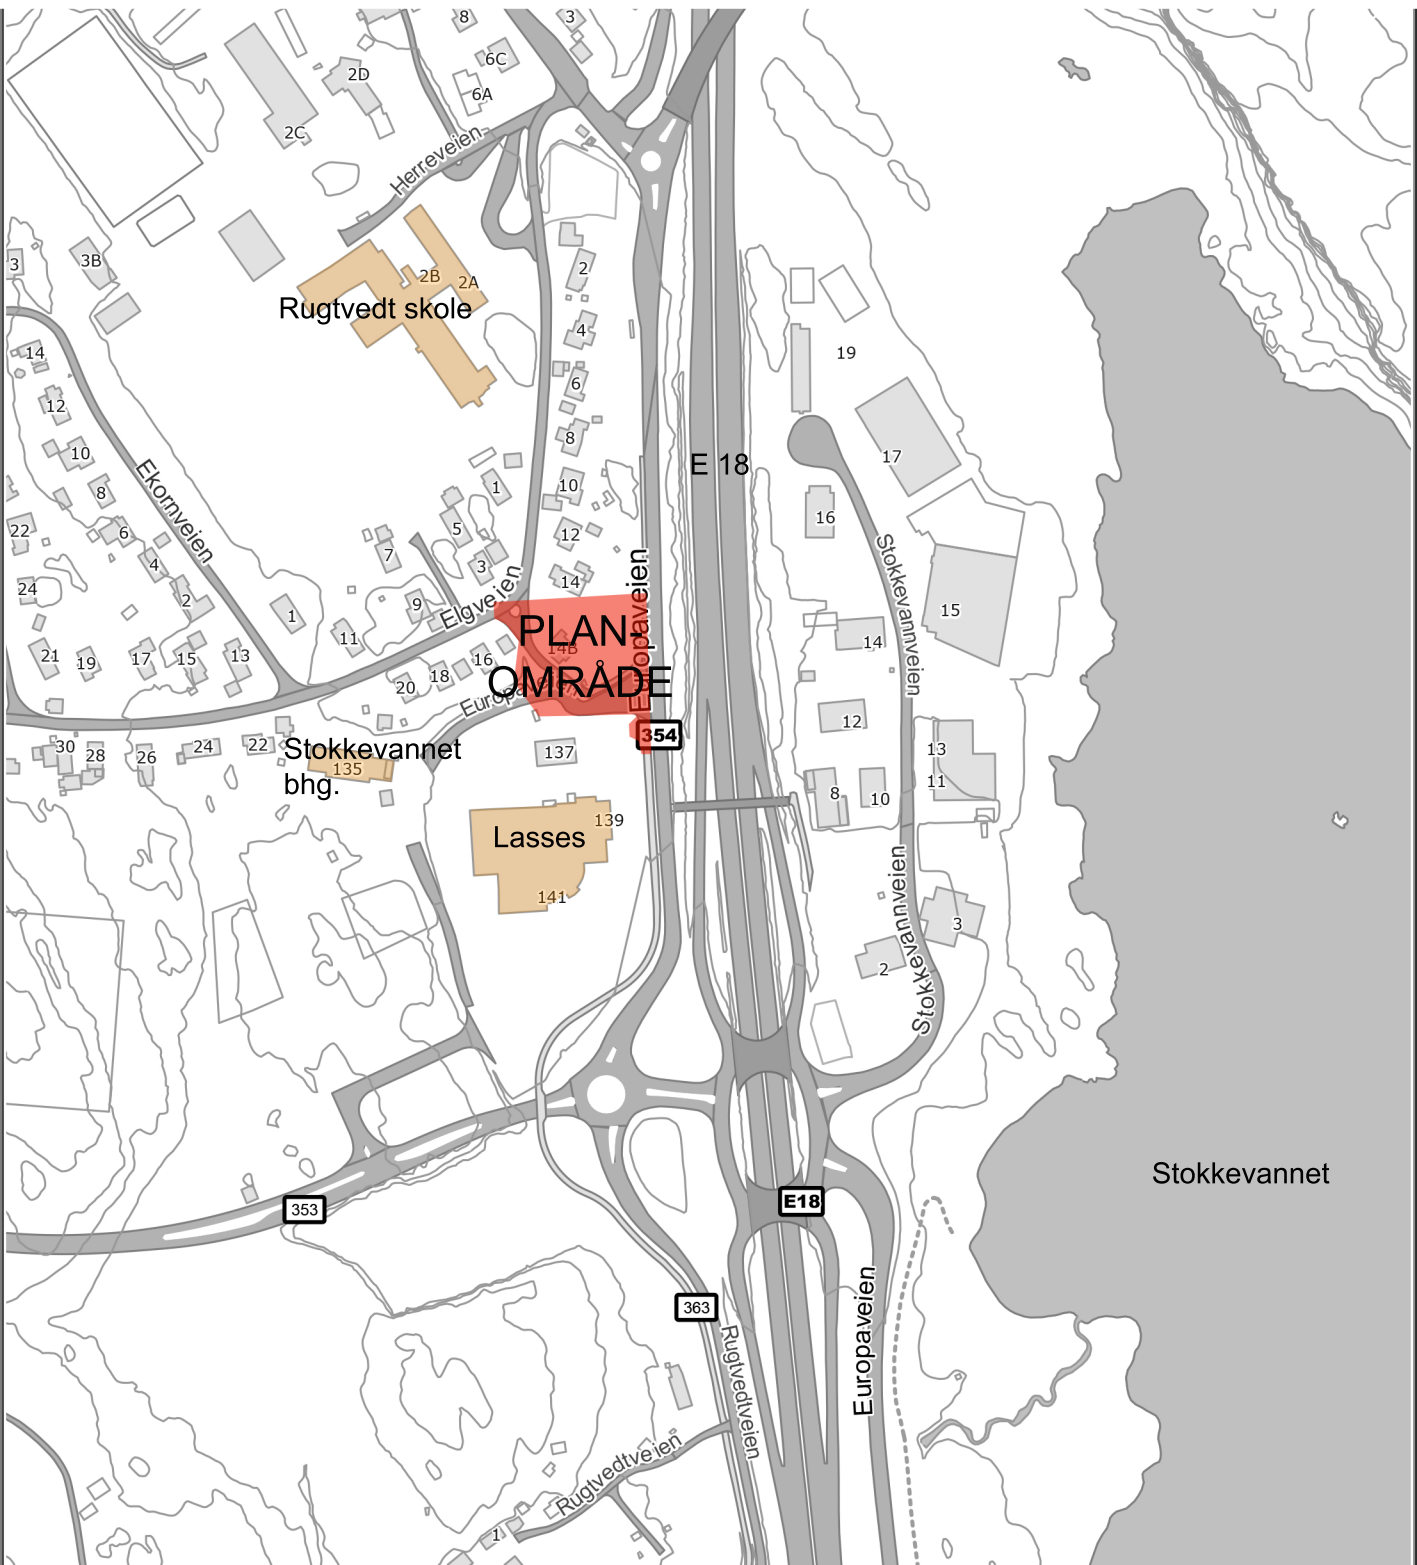 8
3
6C
2D
6A
2C
Herreveien
3
3B
2
2B
2A
Rugtvedt skole
4
14
19
6
12
8
10
E 18
17
Ekornveien
8
1
10
16
22
6
5
12
7
Stokkevannveien
4
3
14
24
2
9
Elgveien
Europaveien
15
1
11
PLAN-
14B
14
21
19
17
15
13
16
18
20
OMRÅDE
Europaveien
12
354
30
28
26
24
22
Stokkevannet
bhg.
135
137
13
11
8
10
139
Lasses
141
Stokkevannveien
3
2
Stokkevannet
E18
353
363
Europaveien
Rugtvedtveien
Rugtvedtveien
1